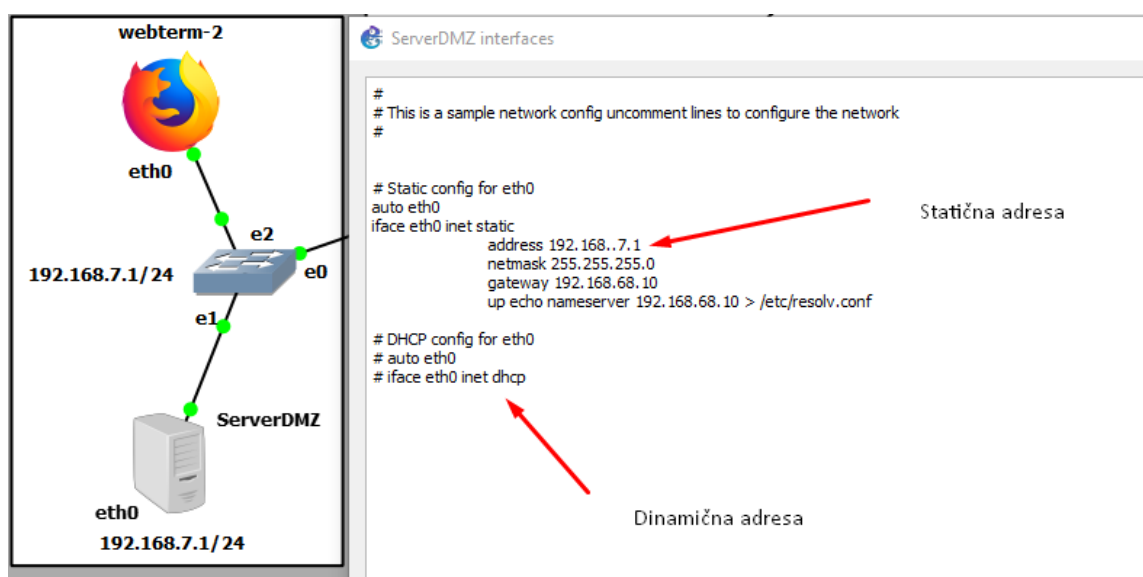 webterm-2
eth0
e2
192.168.7.1/24
e0
e1
ServerDMZ
eth0
192.168.7.1/24
ServerDMZ interfaces
#
# This is a sample network config uncomment lines to configure the network
#
# Static config for eth0
auto eth0
iface eth0 inet static
address 192.168..7.1
netmask 255.255.255.0
gateway 192.168.68.10
up echo nameserver 192.168.68.10 > /etc/resolv.conf
# DHCP config for eth0
# auto eth0
# iface eth0 inet dhcp
Statična adresa
Dinamična adresa